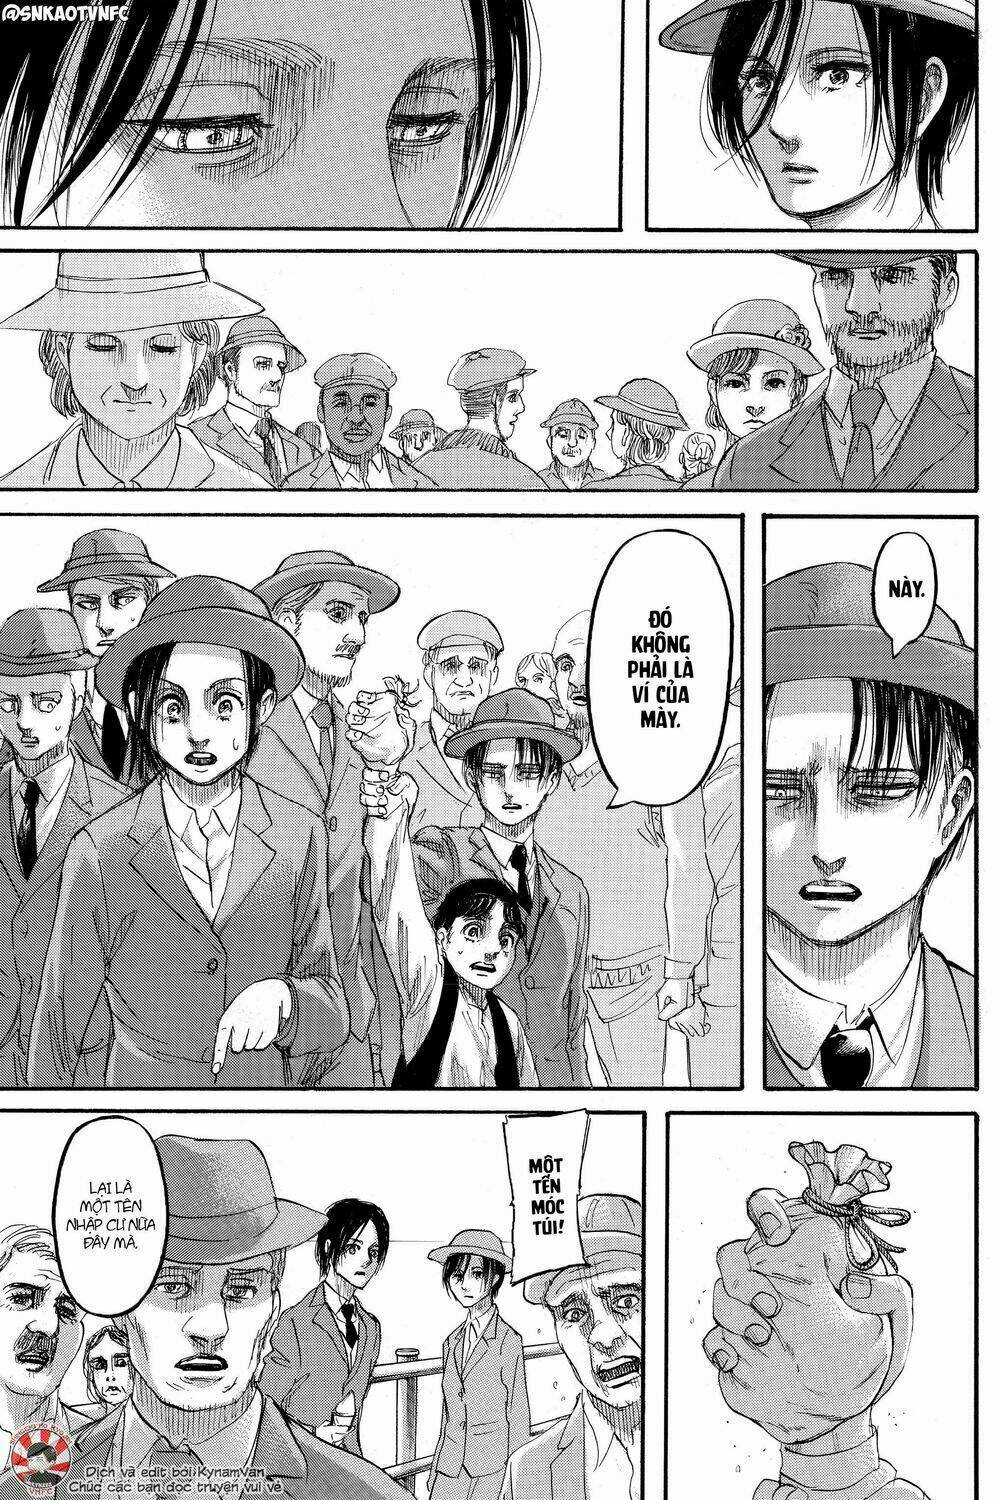 @SNKAOTVNFC
NÀY.
ĐÓ
KHÔNG
PHẢI LÀ
VÍ CỦA
MÀY.
MỘT
TÊN
MÓC
TÚI!
LẠI LÀ
MỘT TÊN
NHẬP CƯ NỮA
ĐÂY MÀ.
VNFC
Dịch và edit bởi KynamVan
Chúc các bạn đọc truyện vui vẻ